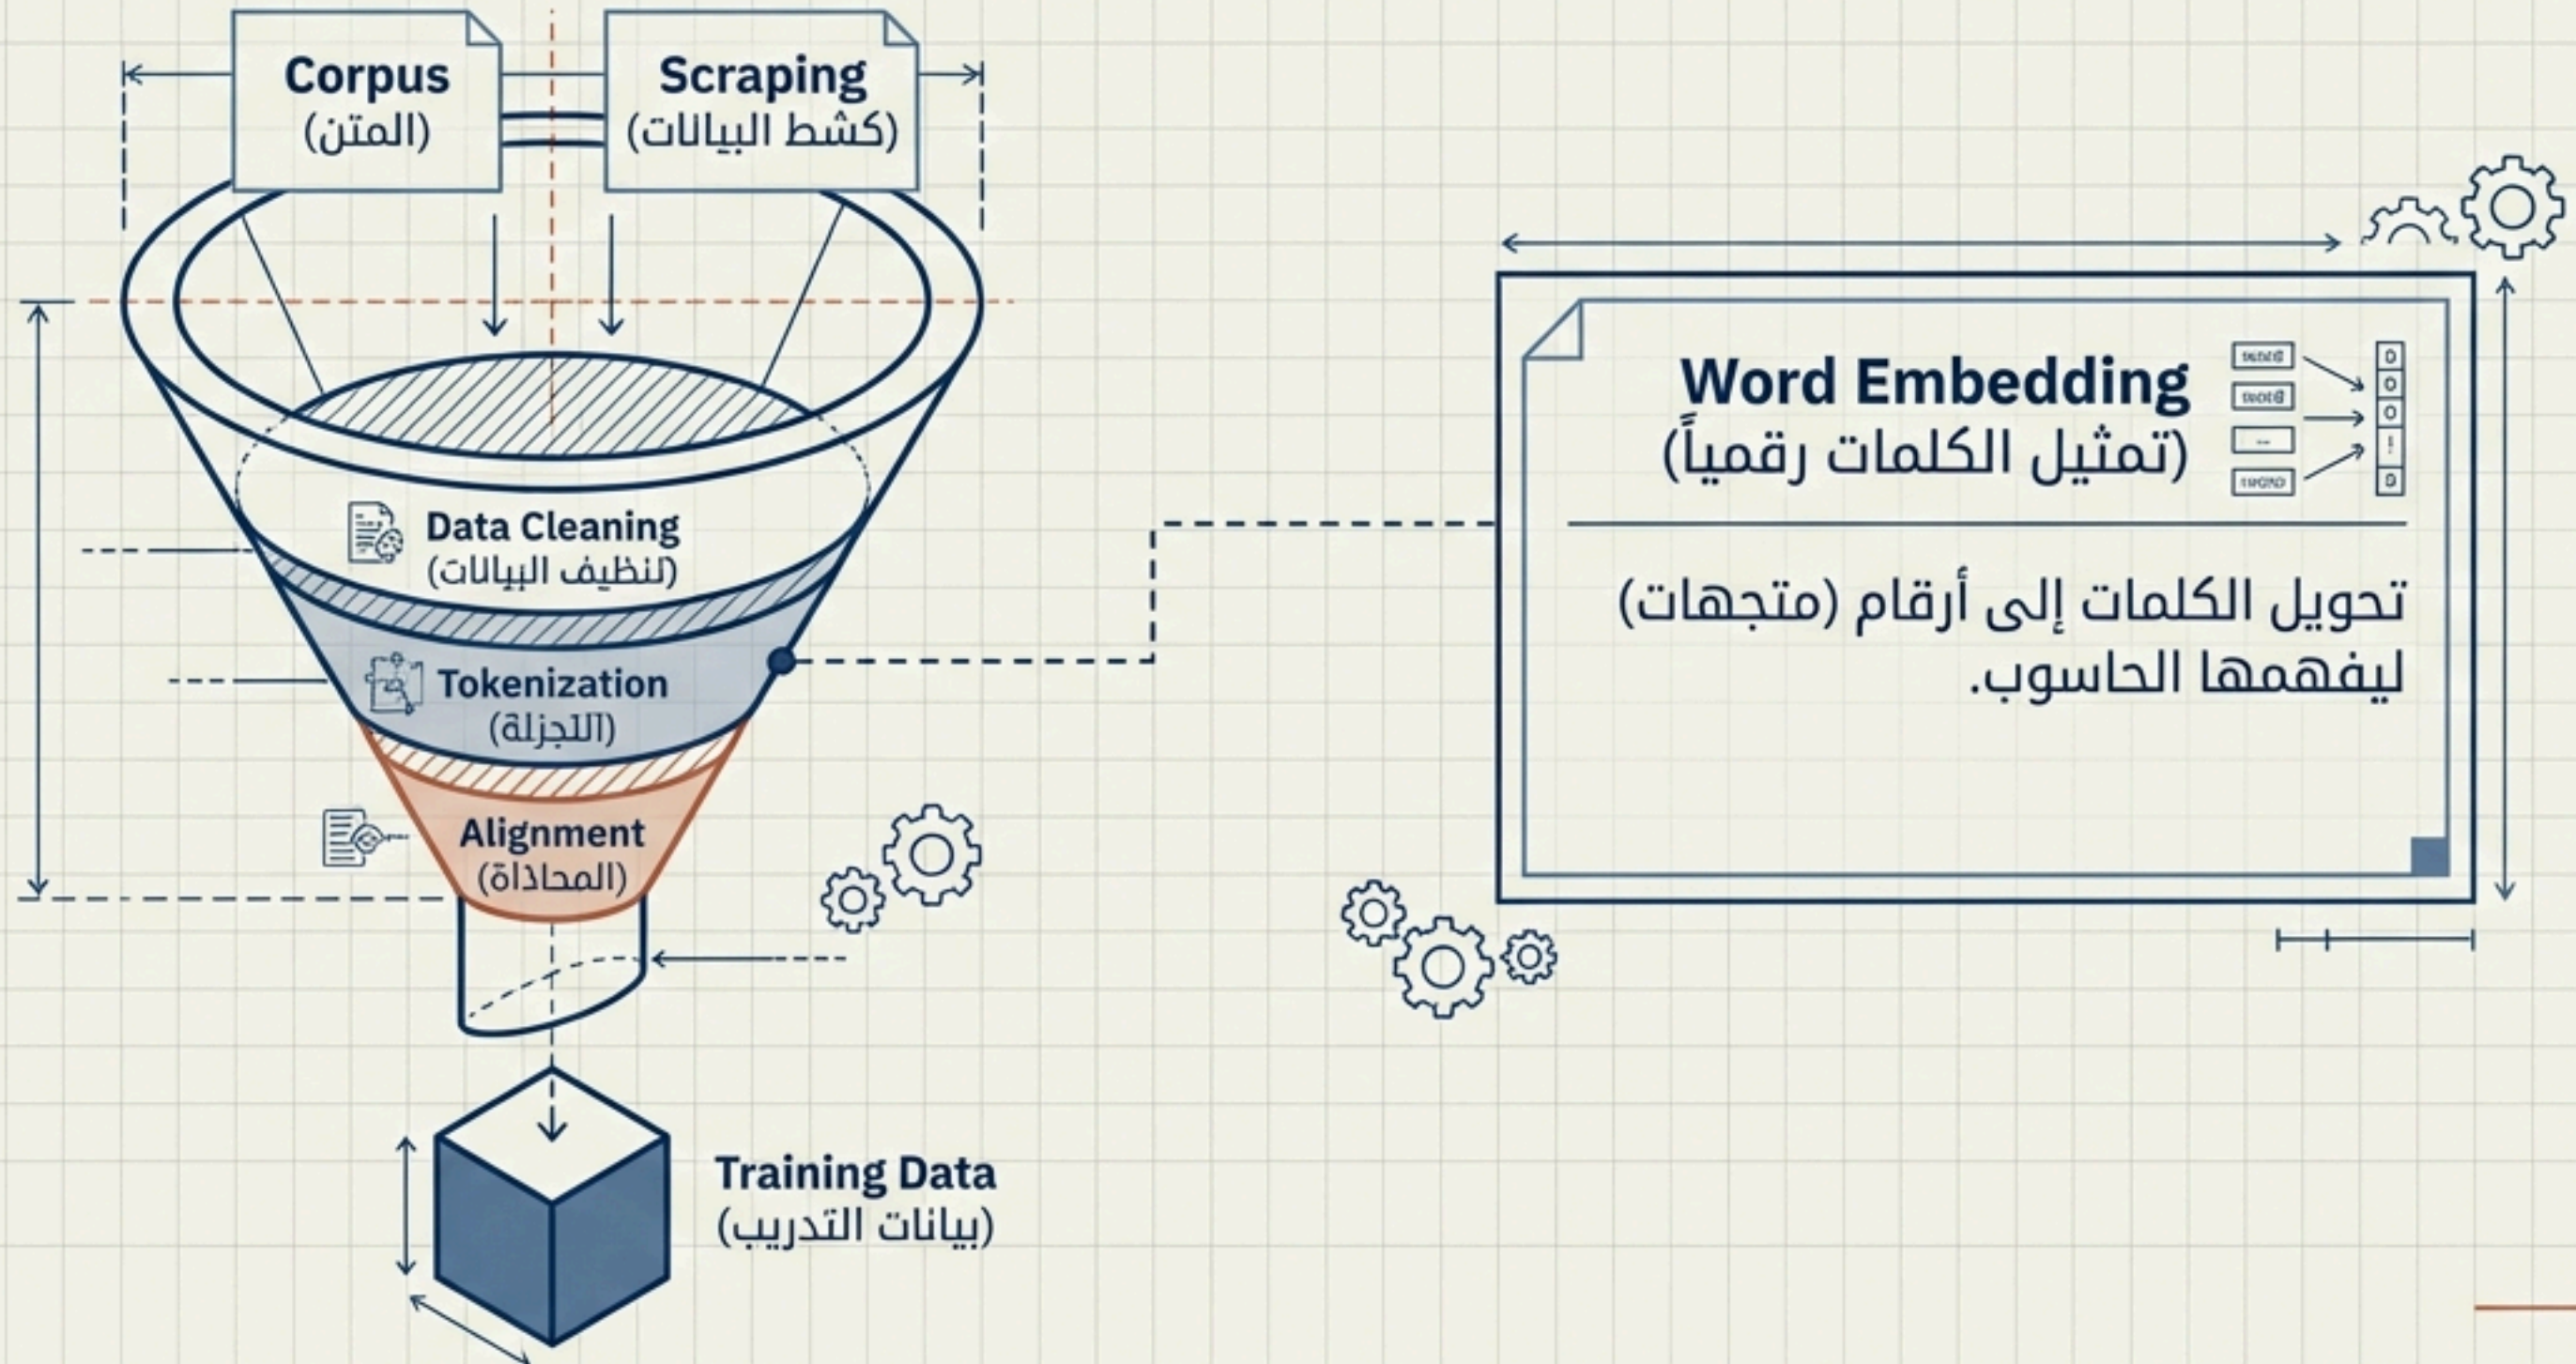 Corpus
(المتن)
Scraping
(كشط البيانات)
Data Cleaning
(تنظيف البيانات)
Tokenization
(التجزلة)
Alignment
(المحاذاة)
Training Data
(بيانات التدريب)
Word Embedding
(تمثيل الكلمات رقمياً)
تحويل الكلمات إلى أرقام (متجهات)
ليفهمها الحاسوب.